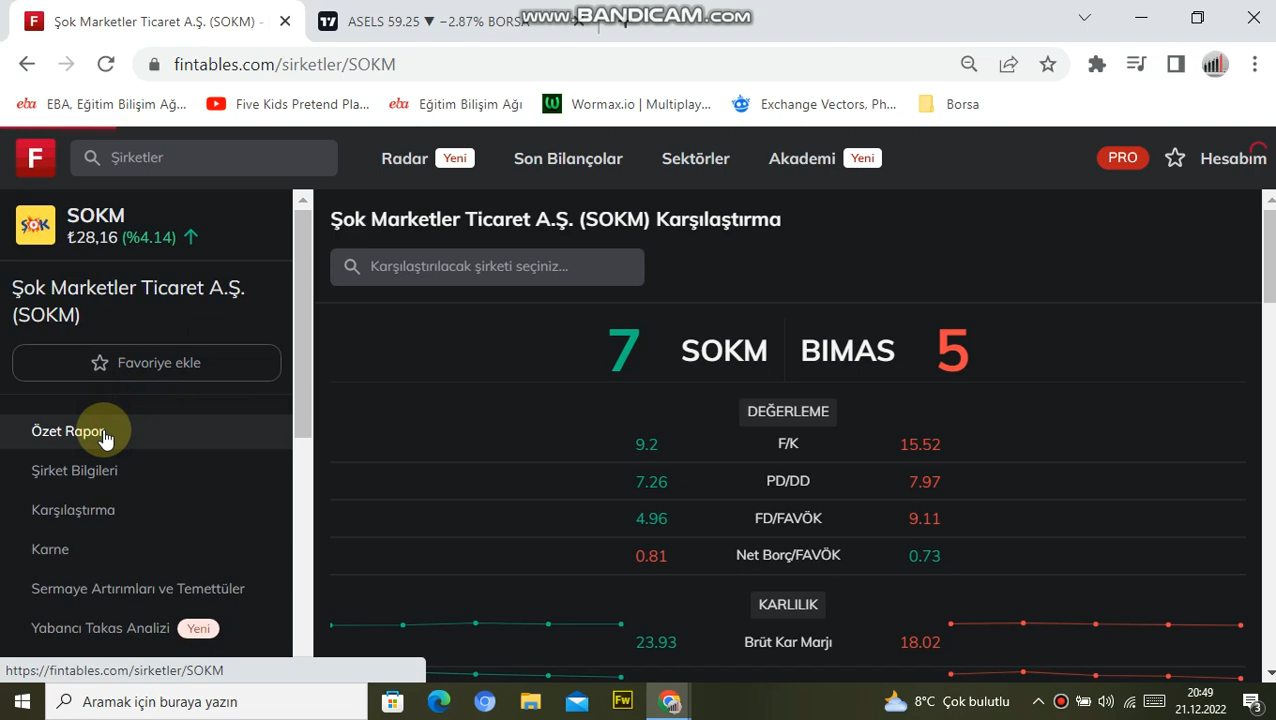 Şok Marketler Ticaret A.Ş. (SOKM) -
ASELS 59.25 ▼ −2.87% BORSA
www.BANDICAM.com
fintables.com/sirketler/SOKM
EBA, Eğitim Bilişim Ağ...
Five Kids Pretend Pla...
Eğitim Bilişim Ağı
Wormax.io | Multiplay...
Exchange Vectors, Ph...
Borsa
F
Şirketler
Radar Yeni
Son Bilançolar
Sektörler
Akademi Yeni
PRO
Hesabım
ŞOK
SOKM
₺28,16 (%4.14) ↑
Şok Marketler Ticaret A.Ş.
(SOKM)
Favoriye ekle
Özet Rapor
Şirket Bilgileri
Karşılaştırma
Karne
Sermaye Artırımları ve Temettüler
Yabancı Takas Analizi Yeni
Şok Marketler Ticaret A.Ş. (SOKM) Karşılaştırma
Karşılaştırılacak şirketi seçiniz...
7 SOKM BIMAS 5
DEĞERLEME
9.2 F/K 15.52
7.26 PD/DD 7.97
4.96 FD/FAVÖK 9.11
0.81 Net Borç/FAVÖK 0.73
KARLILIK
23.93 Brüt Kar Marjı 18.02
https://fintables.com/sirketler/SOKM
Aramak için buraya yazın
Fw
8°C Çok bulutlu
20:49
21.12.2022
3